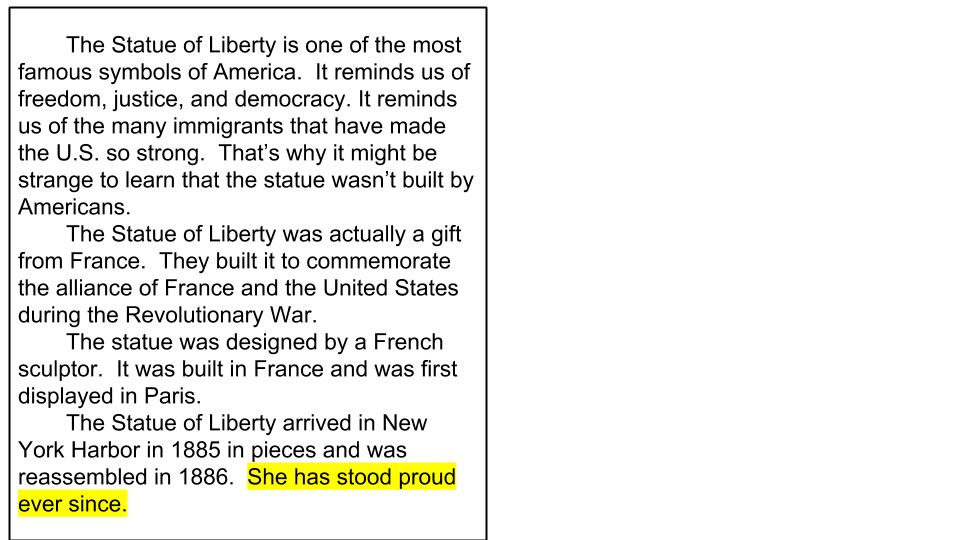 The Statue of Liberty is one of the most
famous symbols of America.  It reminds us of
freedom, justice, and democracy. It reminds
us of the many immigrants that have made
the U.S. so strong.  That’s why it might be
strange to learn that the statue wasn’t built by
Americans.
The Statue of Liberty was actually a gift
from France.  They built it to commemorate
the alliance of France and the United States
during the Revolutionary War.
The statue was designed by a French
sculptor.  It was built in France and was first
displayed in Paris.
The Statue of Liberty arrived in New
York Harbor in 1885 in pieces and was
reassembled in 1886.  She has stood proud
ever since.